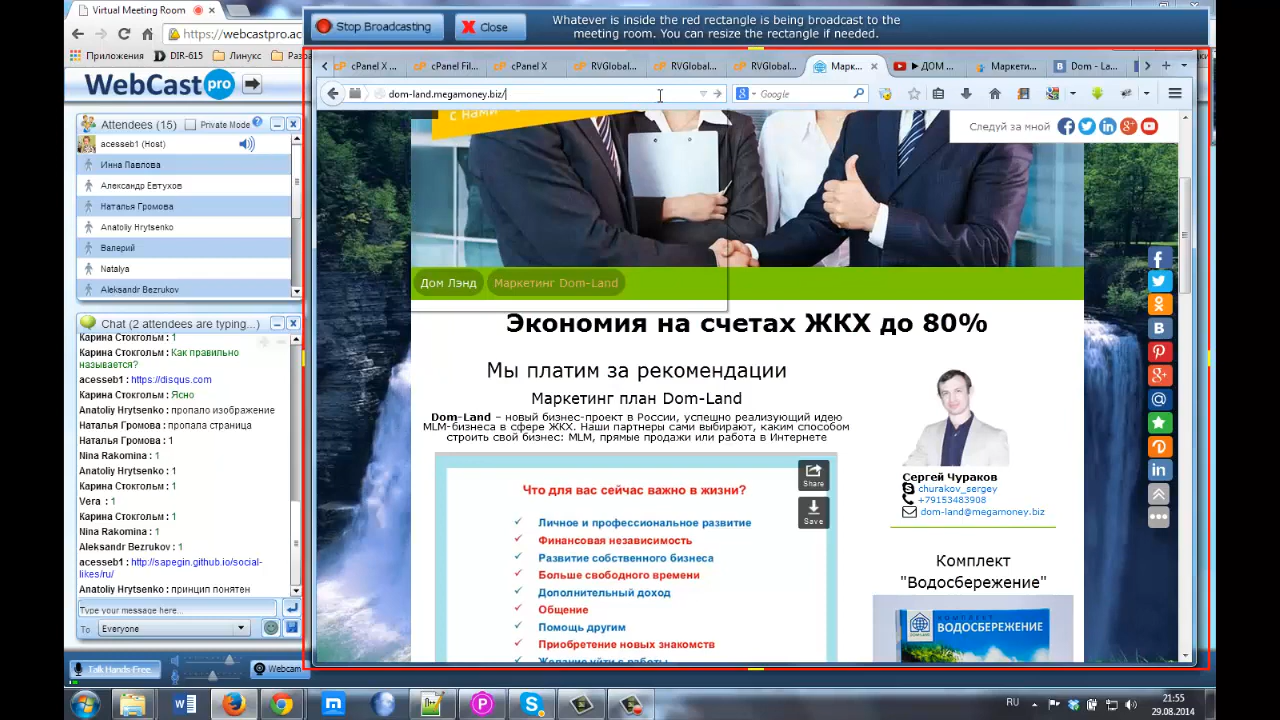 Virtual Meeting Room
https://webcastpro.ac
Приложения
DIR-615
Линукс
WebCast pro
Attendees (15)
Private Mode
acesseb1 (Host)
Инна Павлова
Александр Евтухов
Наталья Громова
Anatoliy Hrytsenko
Валерий
Natalya
Aleksandr Bezrukov
Chat (2 attendees are typing...)
Карина Стокгольм : 1
Карина Стокгольм : Как правильно
называется?
acesseb1 : https://disqus.com
Карина Стокгольм : Ясно
Anatoliy Hrytsenko : пропало изображение
Наталья Громова : пропала страница
Наталья Громова : 1
Nina Rakomina : 1
Anatoliy Hrytsenko : 1
Карина Стокгольм : 1
Vera : 1
Карина Стокгольм : 1
Nina Rakomina : 1
Aleksandr Bezrukov : 1
acesseb1 : http://sapegin.github.io/social-
likes/ru/
Anatoliy Hrytsenko : принцип понятен
Type your message here...
To
Everyone
Talk Hands-Free
Webcam
Stop Broadcasting
Close
Whatever is inside the red rectangle is being broadcast to the
meeting room. You can resize the rectangle if needed.
cPanel X ...
cPanel Fil...
cPanel X
RVGlobal...
RVGlobal...
RVGlobal...
Марк...
ДОМ ...
Маркети...
Dom - La...
dom-land.megamoney.biz/
Google
с нами
Следуй за мной
Дом Лэнд
Маркетинг Dom-Land
Экономия на счетах ЖКХ до 80%
Мы платим за рекомендации
Маркетинг план Dom-Land
Dom-Land – новый бизнес-проект в России, успешно реализующий идею
MLM-бизнеса в сфере ЖКХ. Наши партнеры сами выбирают, каким способом
строить свой бизнес: MLM, прямые продажи или работа в Интернете
Что для вас сейчас важно в жизни?
Личное и профессиональное развитие
Финансовая независимость
Развитие собственного бизнеса
Больше свободного времени
Дополнительный доход
Общение
Помощь другим
Приобретение новых знакомств
Желание уйти с работы
Share
Save
Сергей Чураков
churakov_sergey
+79153483908
dom-land@megamoney.biz
Комплект
"Водосбережение"
ВОДОСБЕРЕЖЕНИЕ
RU
21:55
29.08.2014